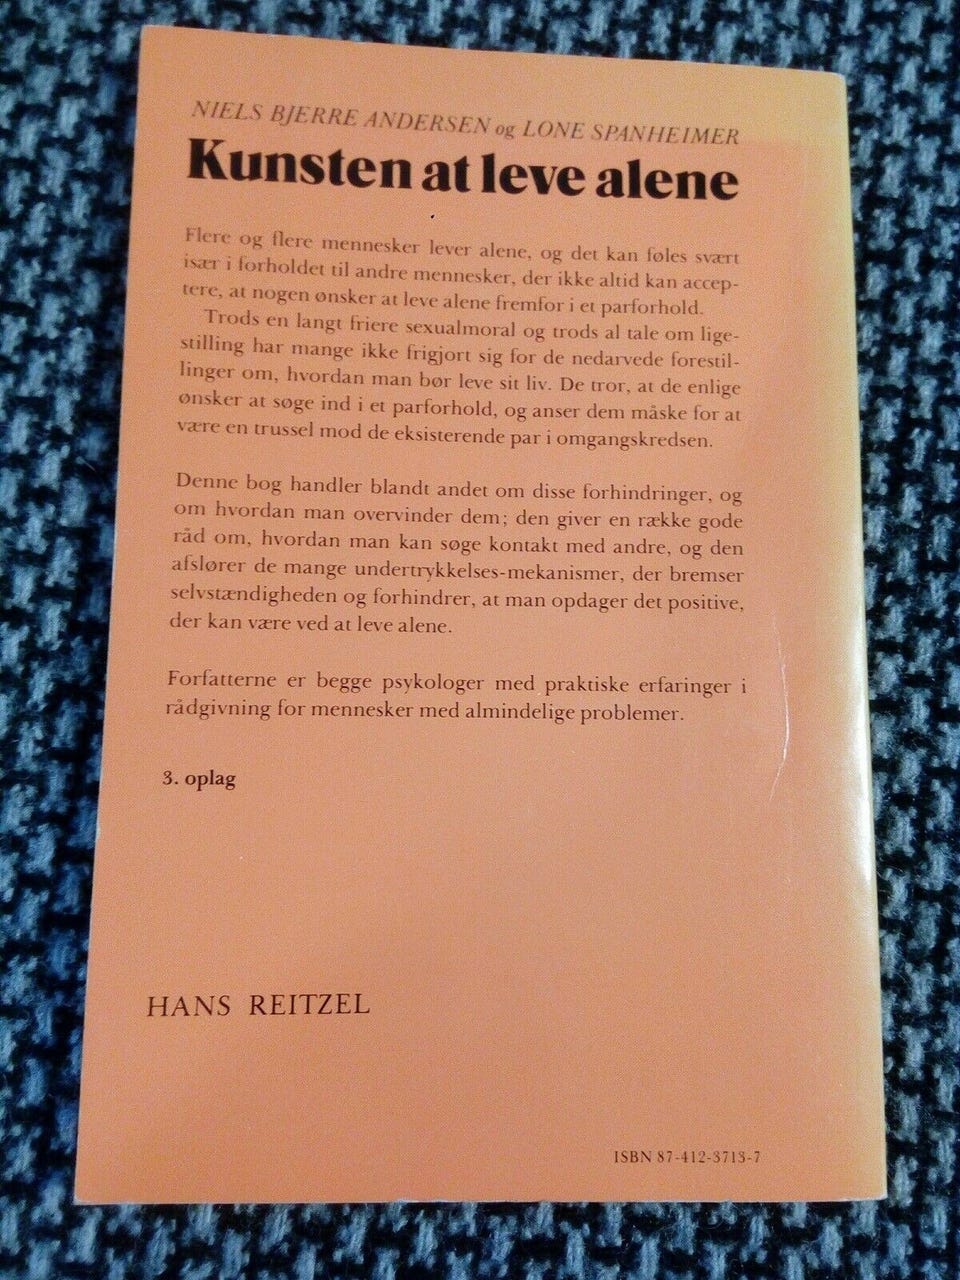 NIELS BJERRE ANDERSEN og LONE SPANHEIMER
Kunsten at leve alene
Flere og flere mennesker lever alene, og det kan føles svært
især i forholdet til andre mennesker, der ikke altid kan accep-
tere, at nogen ønsker at leve alene fremfor i et parforhold.
Trods en langt friere sexualmoral og trods al tale om lige-
stilling har mange ikke frigjort sig for de nedarvede forestil-
linger om, hvordan man bør leve sit liv. De tror, at de enlige
ønsker at søge ind i et parforhold, og anser dem måske for at
være en trussel mod de eksisterende par i omgangskredsen.
Denne bog handler blandt andet om disse forhindringer, og
om hvordan man overvinder dem; den giver en række gode
råd om, hvordan man kan søge kontakt med andre, og den
afslører de mange undertrykkelses-mekanismer, der bremser
selvstændigheden og forhindrer, at man opdager det positive,
der kan være ved at leve alene.
Forfatterne er begge psykologer med praktiske erfaringer i
rådgivning for mennesker med almindelige problemer.
3. oplag
HANS REITZEL
ISBN 87-412-3713-7